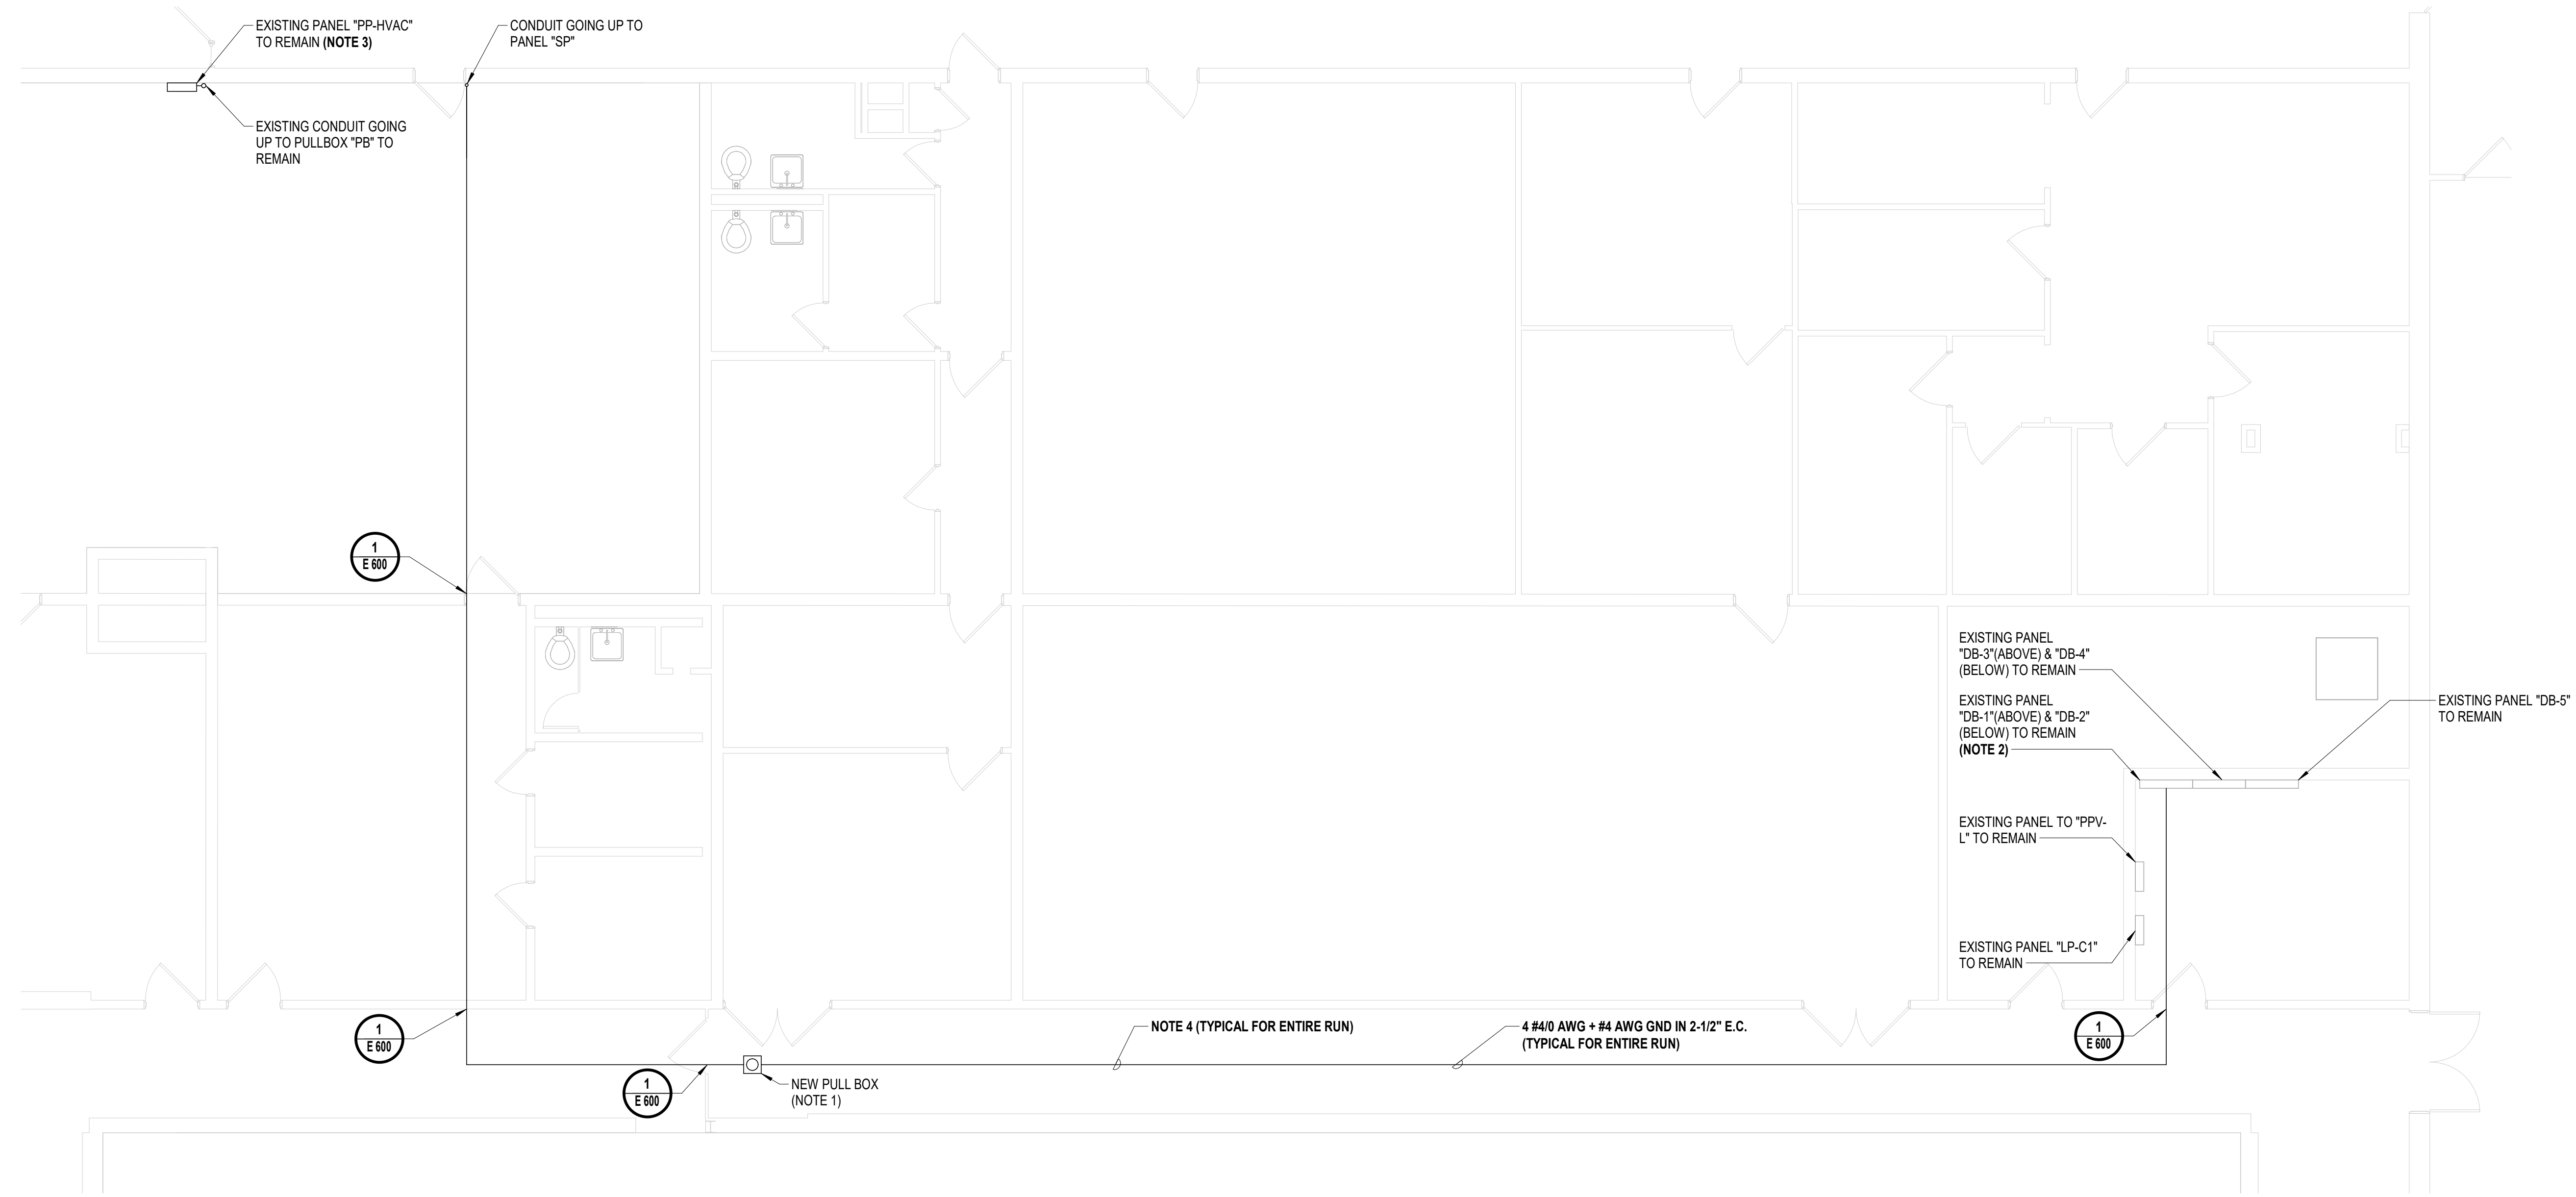 EXISTING PANEL "PP-HVAC"
TO REMAIN (NOTE 3)
CONDUIT GOING UP TO
PANEL "SP"
EXISTING CONDUIT GOING
UP TO PULLBOX "PB" TO
REMAIN
1
E 600
EXISTING PANEL
"DB-3"(ABOVE) & "DB-4"
(BELOW) TO REMAIN
EXISTING PANEL
"DB-1"(ABOVE) & "DB-2"
(BELOW) TO REMAIN
(NOTE 2)
EXISTING PANEL "DB-5"
TO REMAIN
EXISTING PANEL TO "PPV-
L" TO REMAIN
EXISTING PANEL "LP-C1"
TO REMAIN
1
E 600
NOTE 4 (TYPICAL FOR ENTIRE RUN)
4 #4/0 AWG + #4 AWG GND IN 2-1/2" E.C.
(TYPICAL FOR ENTIRE RUN)
1
E 600
1
E 600
NEW PULL BOX
(NOTE 1)